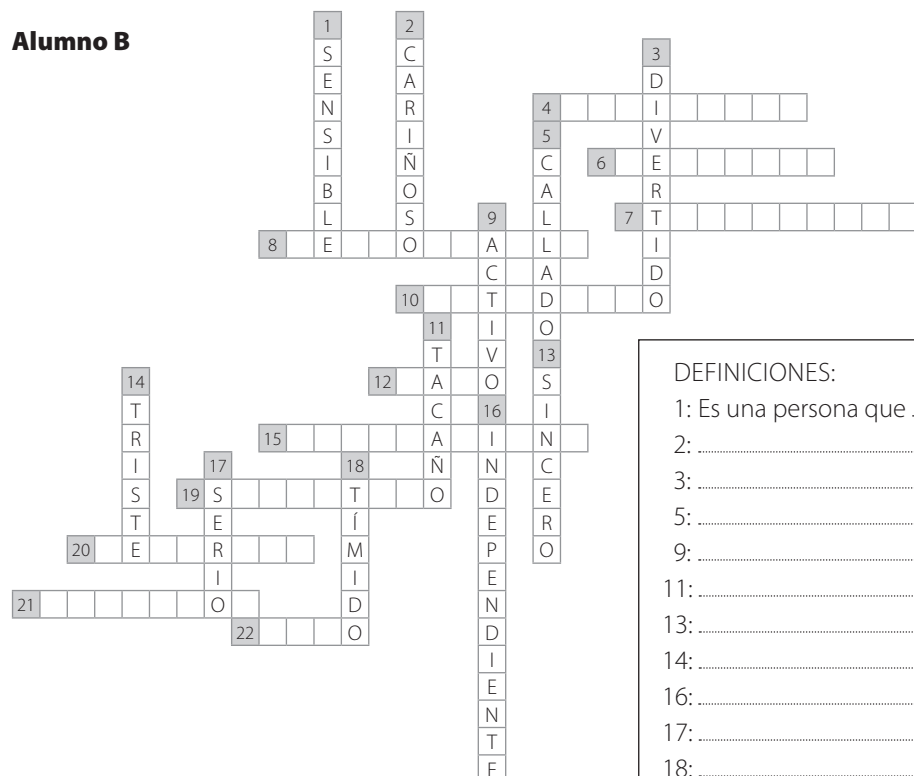 Alumno B
1 SENSIBLE
2 CARIÑOSO
3 DIVERTIDO
4
5 CALLADO
6
7
8
9 ACTIVO
10
11 TACAÑO
12
13 SINCERO
14 TRISTE
15
16 INDEPENDIENTE
17 SERIO
18 TÍMIDO
19
20
21
22
DEFINICIONES:
1: Es una persona que
2:
3:
5:
9:
11:
13:
14:
16:
17:
18: